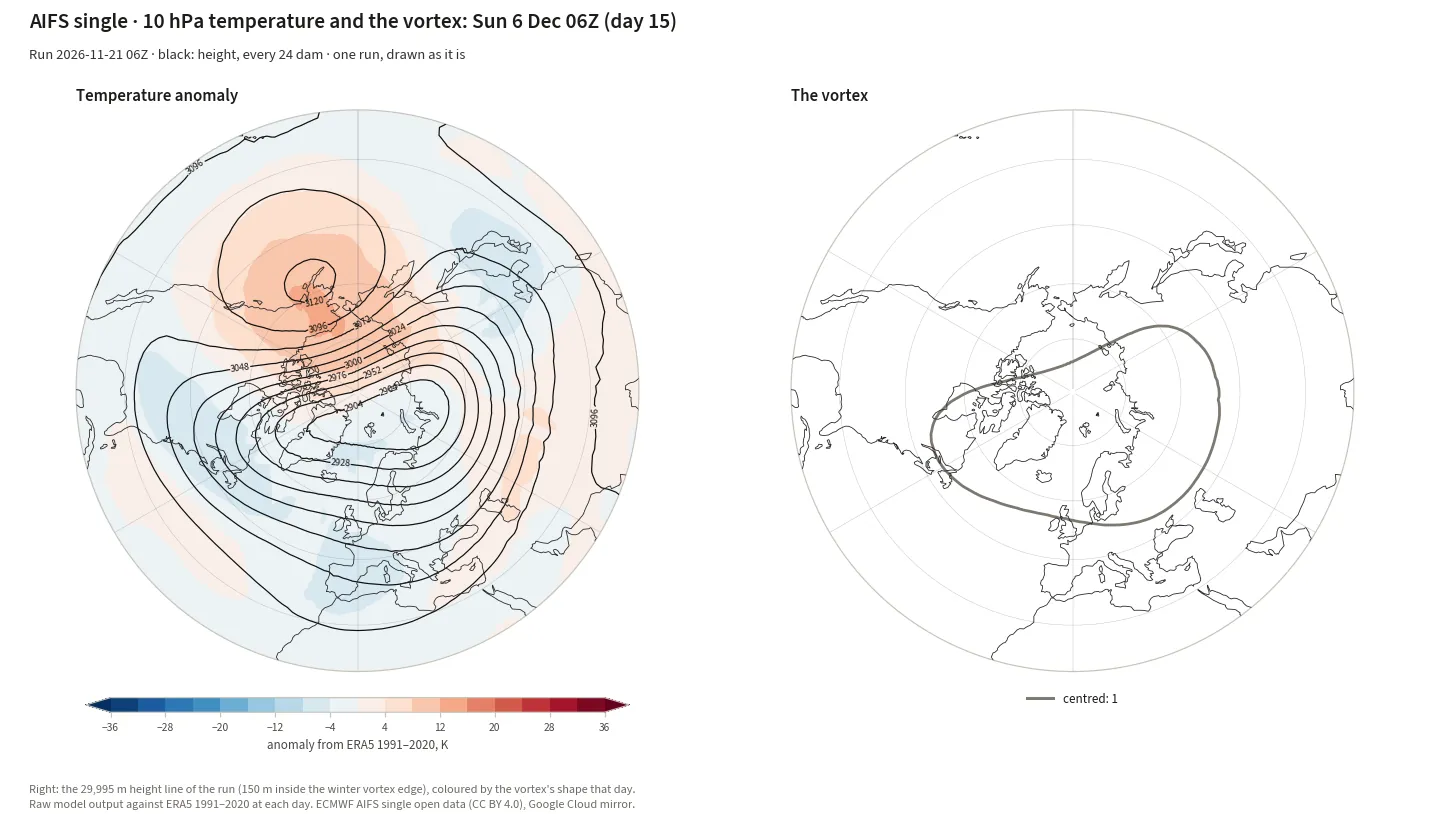 AIFS single · 10 hPa temperature and the vortex: Sun 6 Dec 06Z (day 15)
Run 2026-11-21 06Z · black: height, every 24 dam · one run, drawn as it is
Temperature anomaly
The vortex
3096
3120
3096
3072
3024
3048
3000
2976
2952
2904
3096
2928
−36 −28 −20 −12 −4 4 12 20 28 36
anomaly from ERA5 1991–2020, K
centred: 1
Right: the 29,995 m height line of the run (150 m inside the winter vortex edge), coloured by the vortex's shape that day.
Raw model output against ERA5 1991–2020 at each day. ECMWF AIFS single open data (CC BY 4.0), Google Cloud mirror.